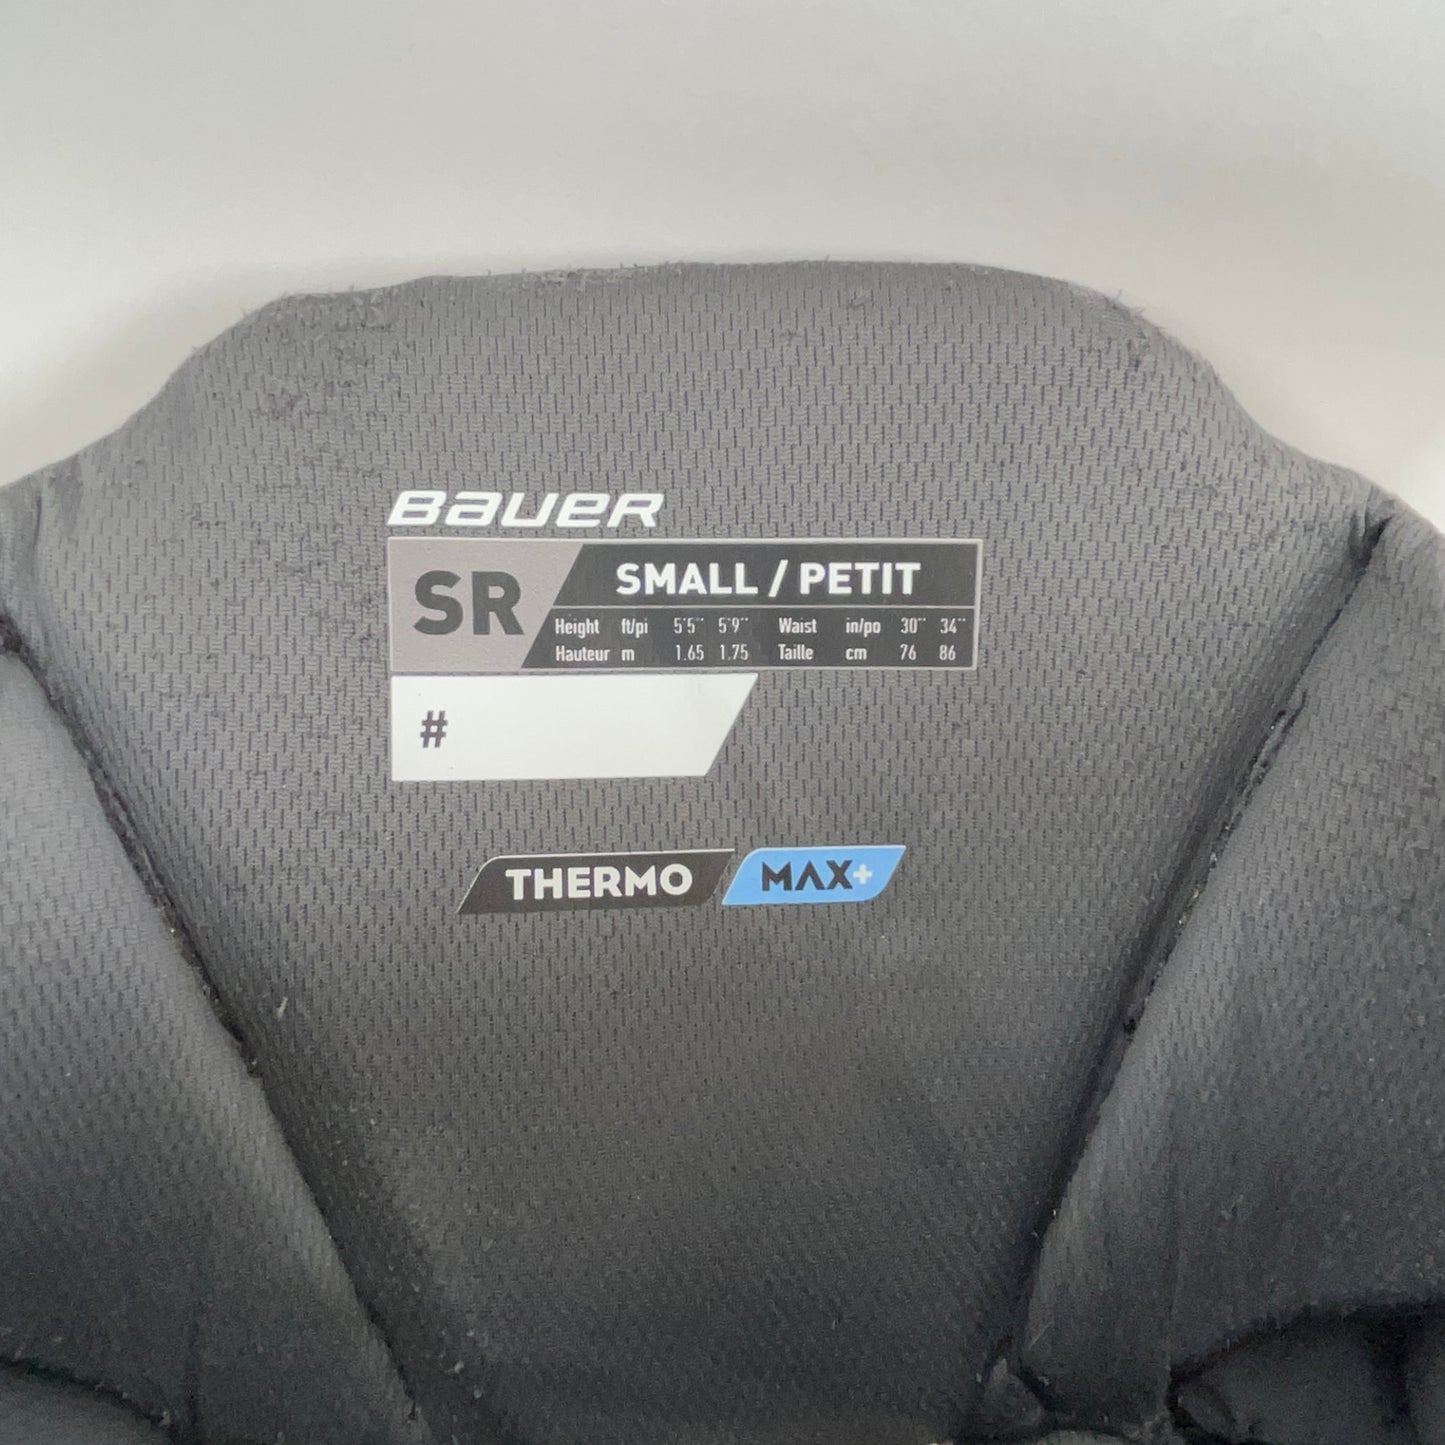 BAUER
SR SMALL / PETIT
Height ft/pi 5'5'' 5'9'' Waist in/po 30'' 34''
Hauteur m 1.65 1.75 Taille cm 76 86
#
THERMO MAX+